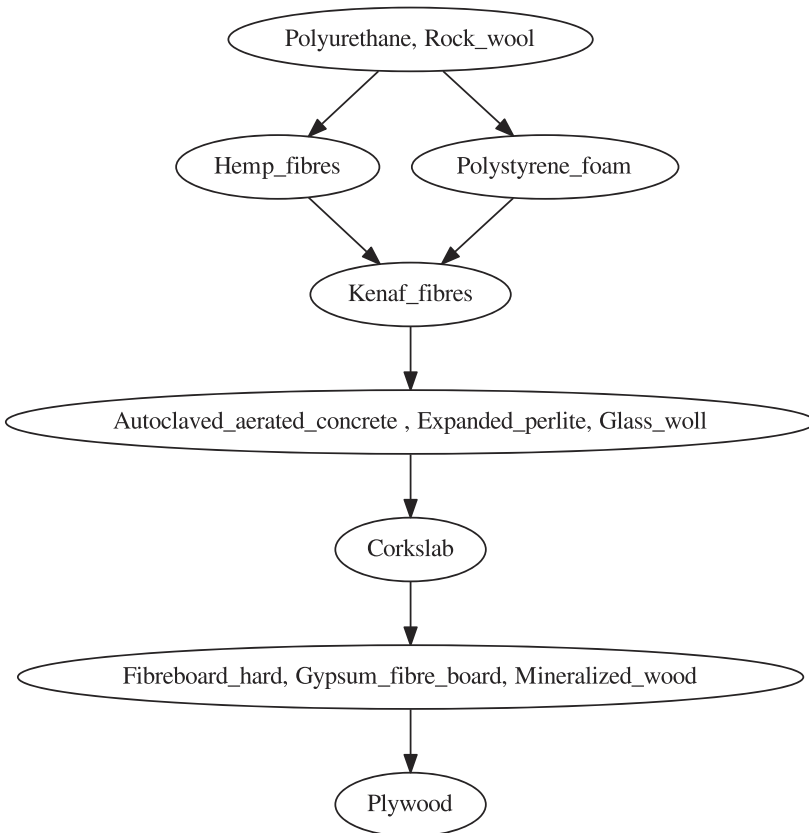 Polyurethane, Rock_wool
Hemp_fibres
Polystyrene_foam
Kenaf_fibres
Autoclaved_aerated_concrete , Expanded_perlite, Glass_woll
Corkslab
Fibreboard_hard, Gypsum_fibre_board, Mineralized_wood
Plywood